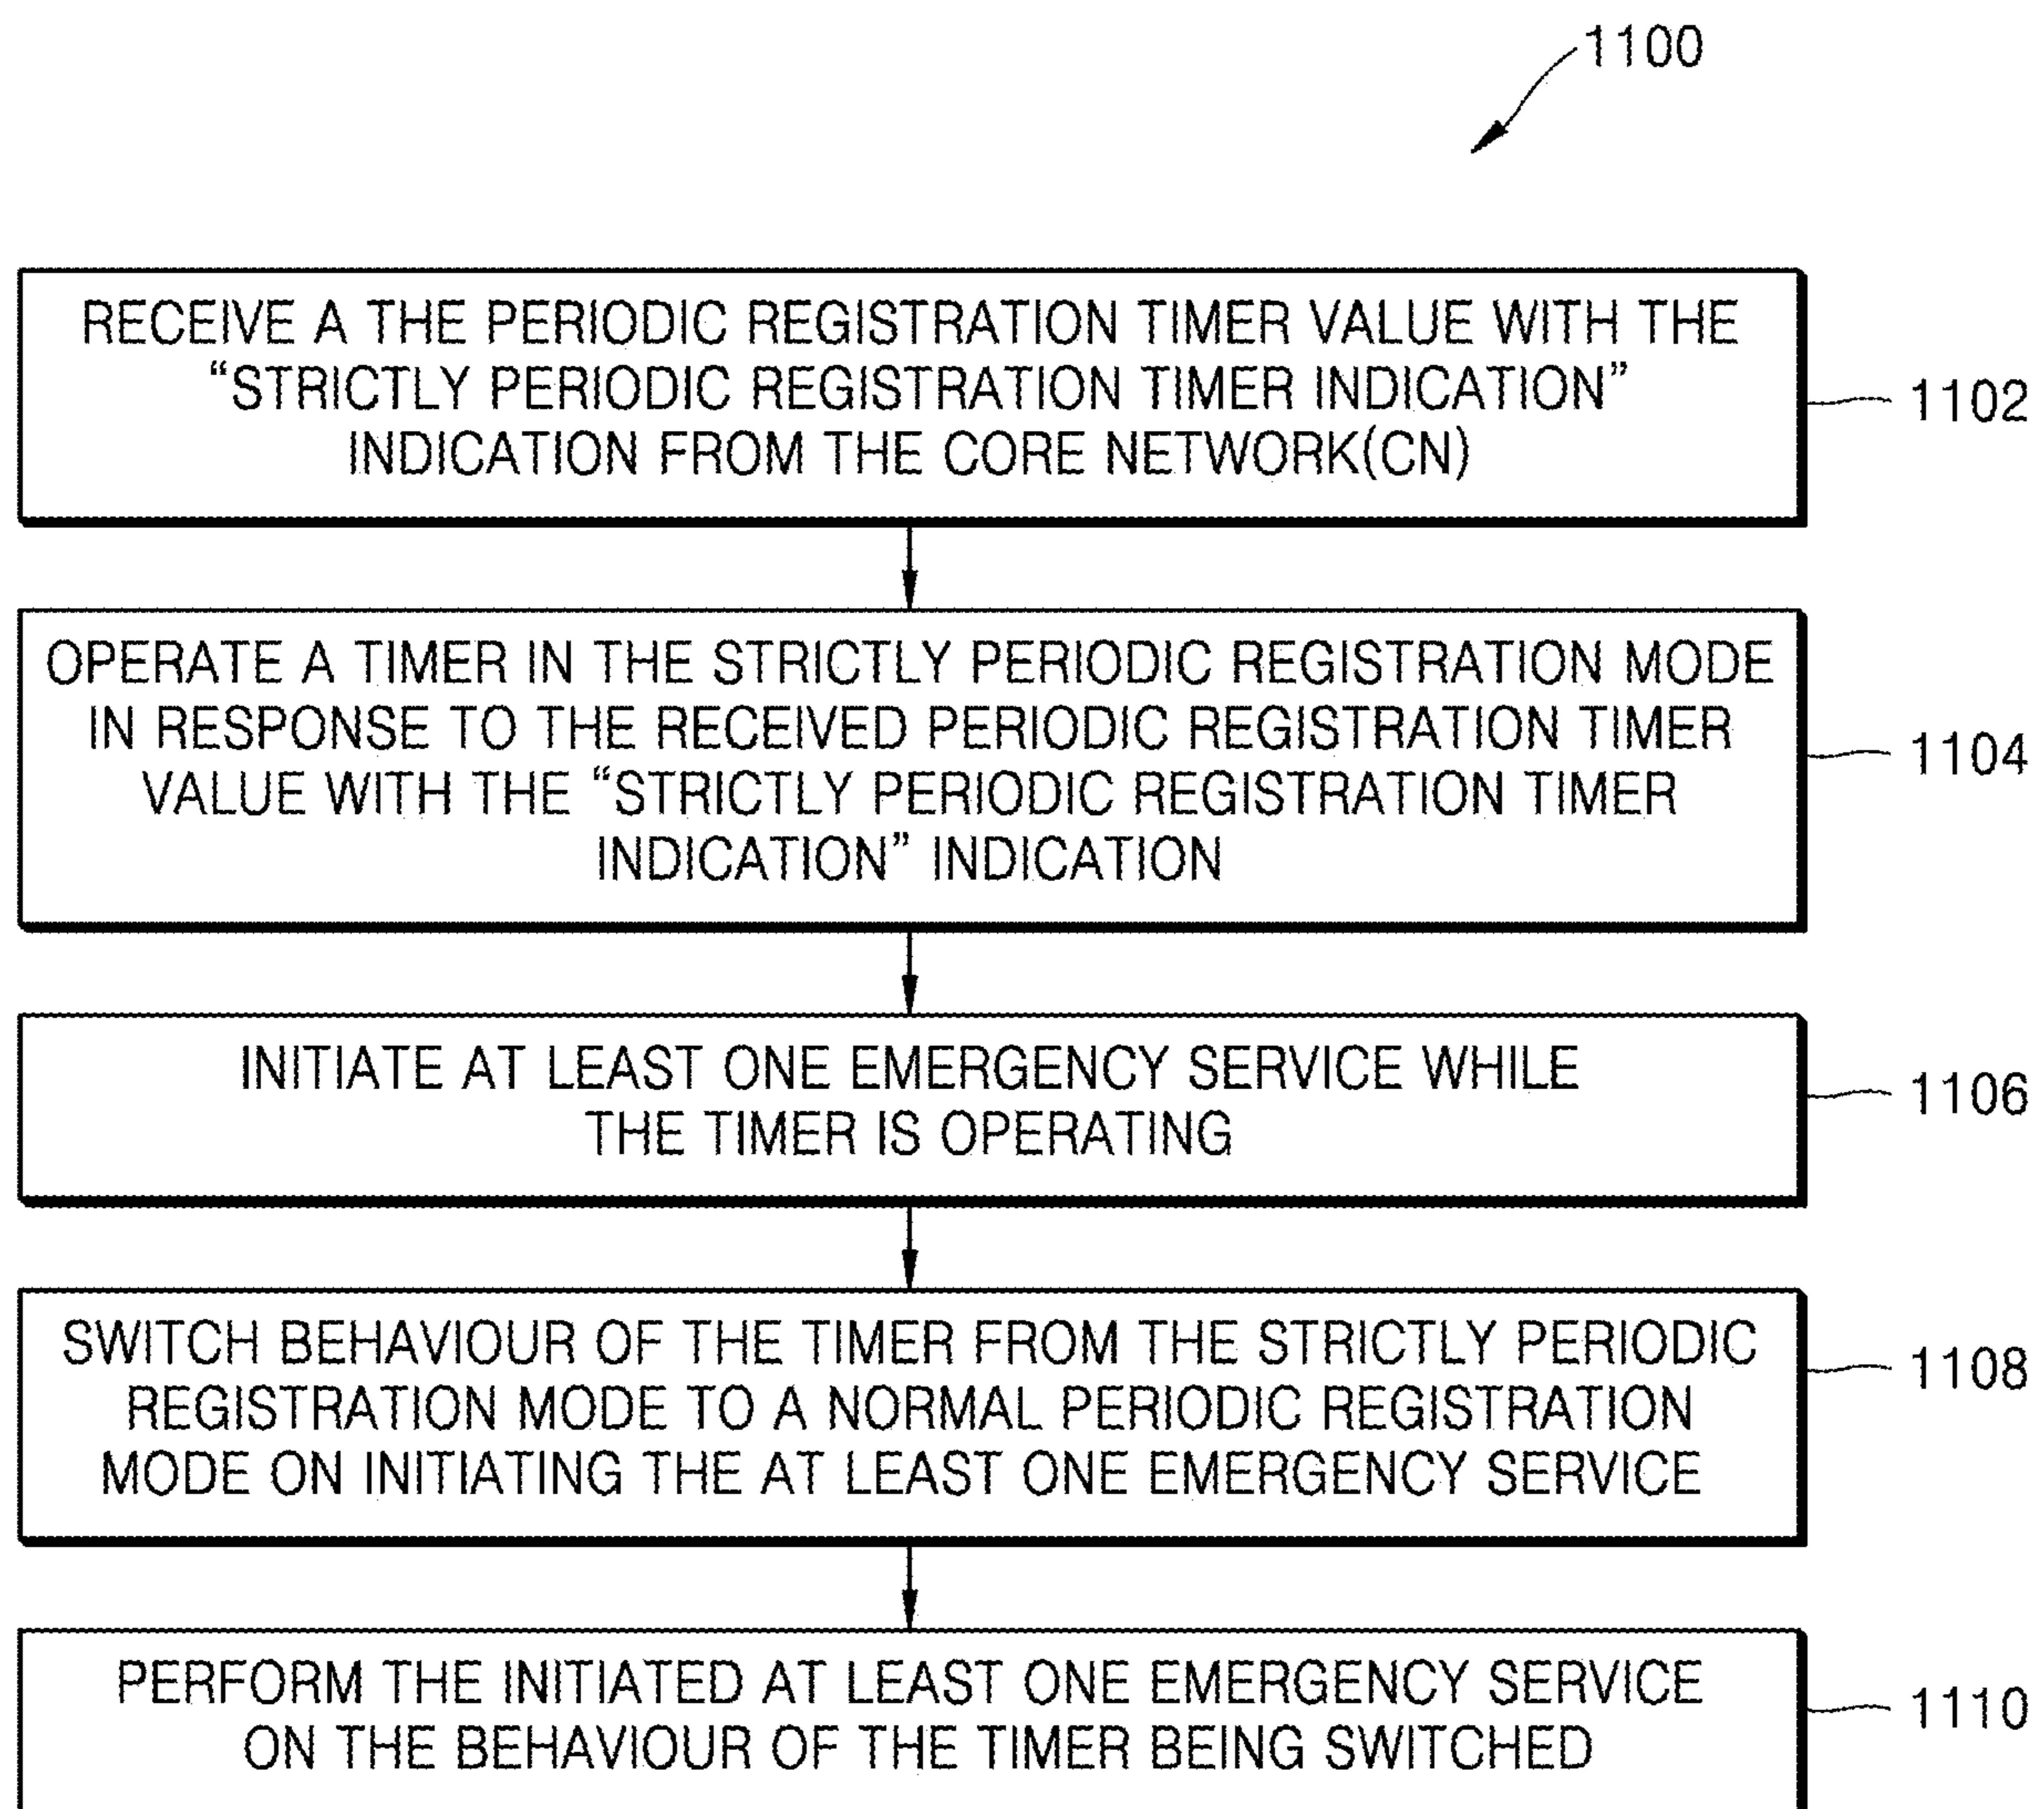 1100
RECEIVE A THE PERIODIC REGISTRATION TIMER VALUE WITH THE
“STRICTLY PERIODIC REGISTRATION TIMER INDICATION”
INDICATION FROM THE CORE NETWORK(CN)
1102
OPERATE A TIMER IN THE STRICTLY PERIODIC REGISTRATION MODE
IN RESPONSE TO THE RECEIVED PERIODIC REGISTRATION TIMER
VALUE WITH THE “STRICTLY PERIODIC REGISTRATION TIMER
INDICATION” INDICATION
1104
INITIATE AT LEAST ONE EMERGENCY SERVICE WHILE
THE TIMER IS OPERATING
1106
SWITCH BEHAVIOUR OF THE TIMER FROM THE STRICTLY PERIODIC
REGISTRATION MODE TO A NORMAL PERIODIC REGISTRATION
MODE ON INITIATING THE AT LEAST ONE EMERGENCY SERVICE
1108
PERFORM THE INITIATED AT LEAST ONE EMERGENCY SERVICE
ON THE BEHAVIOUR OF THE TIMER BEING SWITCHED
1110